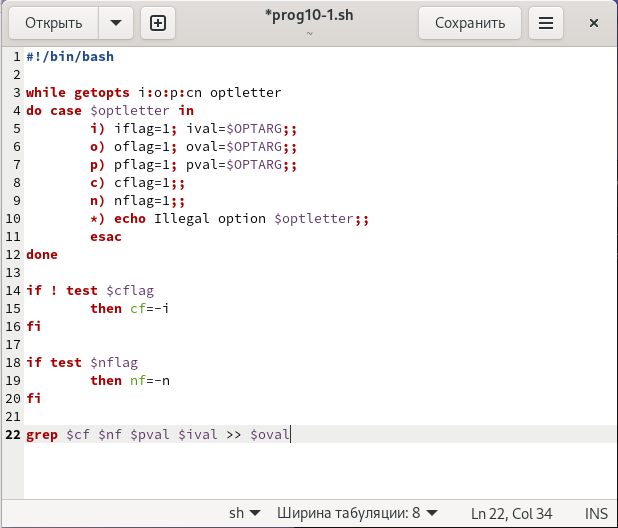 Открыть
*prog10-1.sh
~
Сохранить
1 #!/bin/bash
2
3 while getopts i:o:p:cn optletter
4 do case $optletter in
5 i) iflag=1; ival=$OPTARG;;
6 o) oflag=1; oval=$OPTARG;;
7 p) pflag=1; pval=$OPTARG;;
8 c) cflag=1;;
9 n) nflag=1;;
10 *) echo Illegal option $optletter;;
11 esac
12 done
13
14 if ! test $cflag
15 then cf=-i
16 fi
17
18 if test $nflag
19 then nf=-n
20 fi
21
22 grep $cf $nf $pval $ival >> $oval
sh Ширина табуляции: 8 Ln 22, Col 34 INS